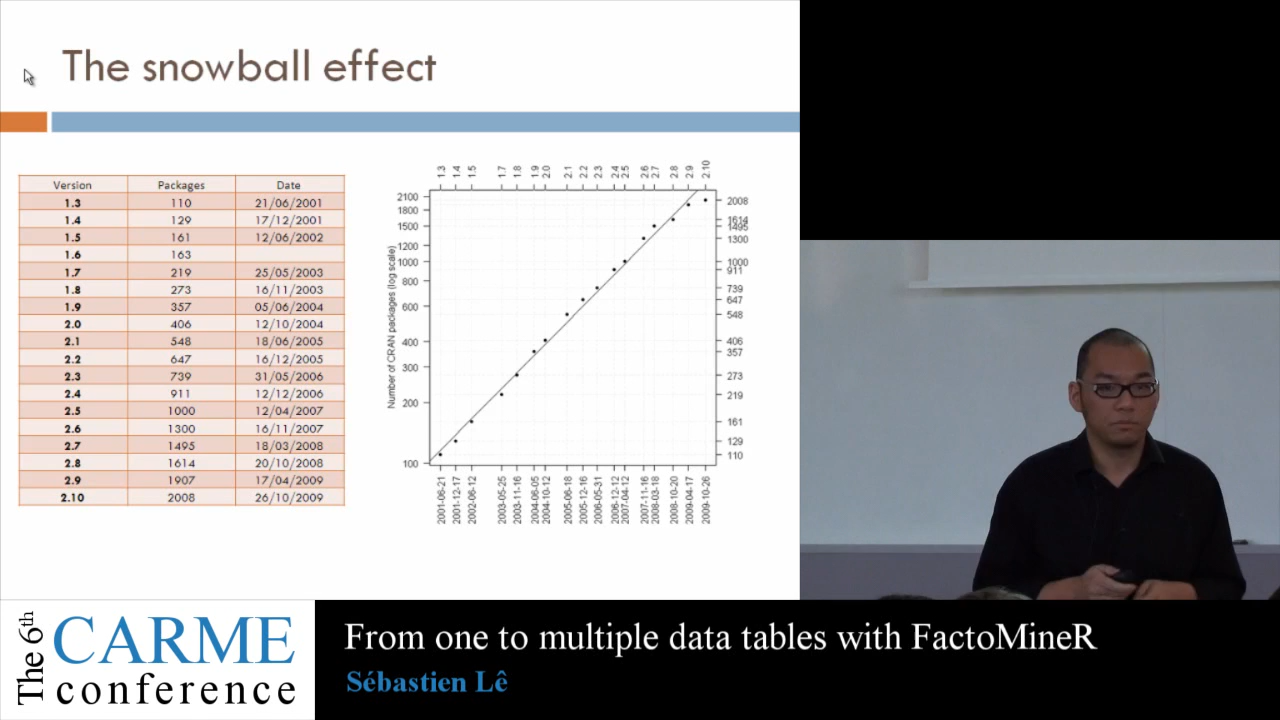 The snowball effect
Version Packages Date
1.3 110 21/06/2001
1.4 129 17/12/2001
1.5 161 12/06/2002
1.6 163
1.7 219 25/05/2003
1.8 273 16/11/2003
1.9 357 05/06/2004
2.0 406 12/10/2004
2.1 548 18/06/2005
2.2 647 16/12/2005
2.3 739 31/05/2006
2.4 911 12/12/2006
2.5 1000 12/04/2007
2.6 1300 16/11/2007
2.7 1495 18/03/2008
2.8 1614 20/10/2008
2.9 1907 17/04/2009
2.10 2008 26/10/2009
1.3 1.4 1.5 1.7 1.8 1.9 2.0 2.1 2.2 2.3 2.4 2.5 2.6 2.7 2.8 2.9 2.10
Number of CRAN packages (log scale)
2100
1800
1500
1200
1000
800
600
400
300
200
100
2008
1614
1495
1300
1000
911
739
647
548
406
357
273
219
161
129
110
2001-06-21
2001-12-17
2002-06-12
2003-05-25
2003-11-16
2004-06-05
2004-10-12
2005-06-18
2005-12-16
2006-05-31
2006-12-12
2007-04-12
2007-11-16
2008-03-18
2008-10-20
2009-04-17
2009-10-26
The 6th
CARME
conference
From one to multiple data tables with FactoMineR
Sébastien Lê